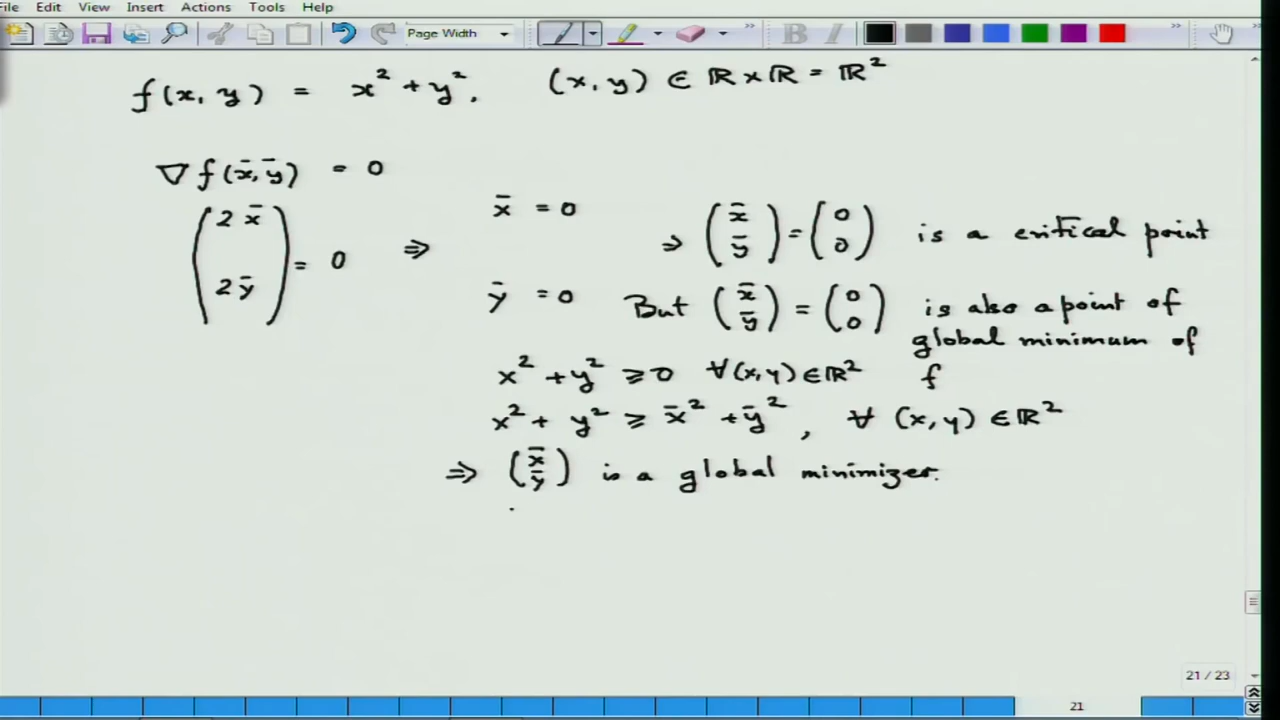 File Edit View Insert Actions Tools Help
Page Width
B I
f(x, y) = x² + y², (x, y) ∈ ℝ × ℝ = ℝ²
∇ f(x̄, ȳ) = 0
(2x̄ 2ȳ) = 0 ⇒ x̄ = 0 ȳ = 0
⇒ (x̄ ȳ) = (0 0) is a critical point
But (x̄ ȳ) = (0 0) is also a point of
global minimum of
f
x² + y² ⩾ 0 ∀(x, y) ∈ ℝ²
x² + y² ⩾ x̄² + ȳ², ∀ (x, y) ∈ ℝ²
⇒ (x̄ ȳ) is a global minimizer.
21 / 23
21